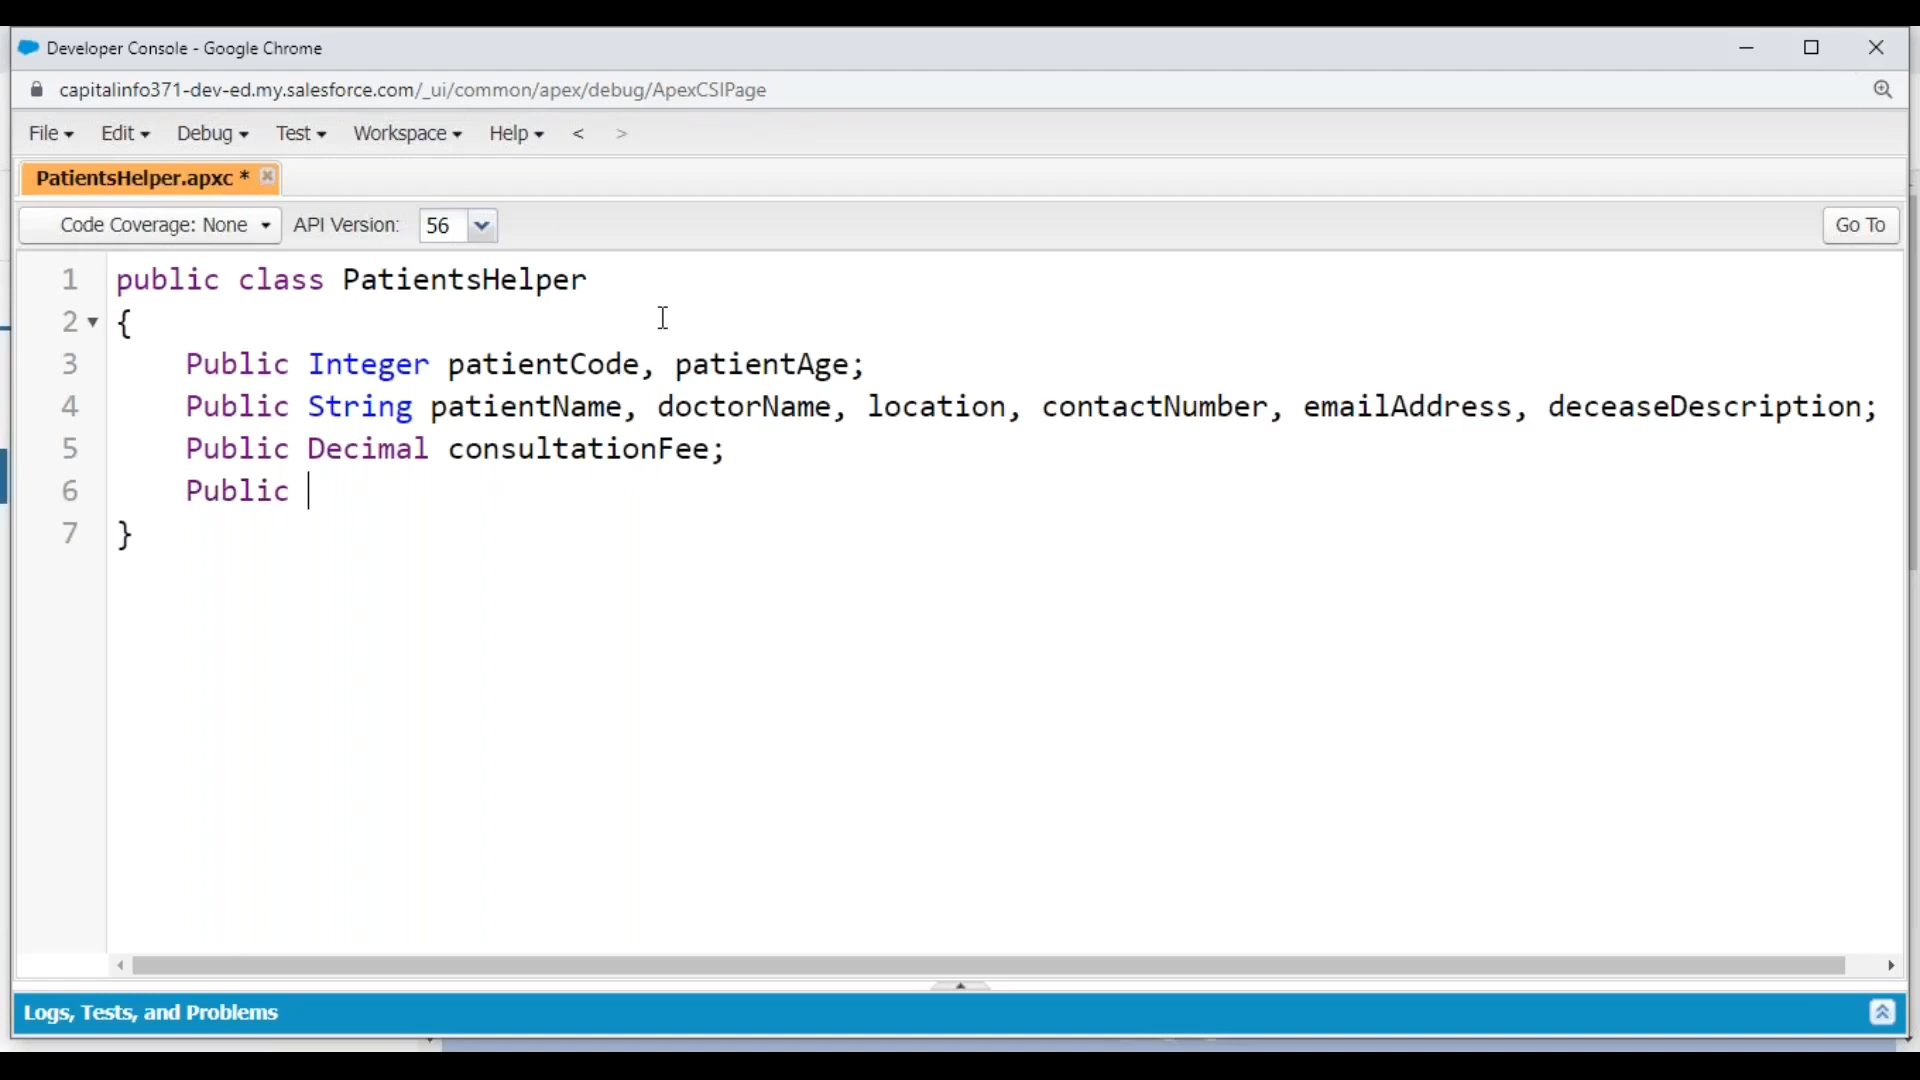 Developer Console - Google Chrome
capitalinfo371-dev-ed.my.salesforce.com/_ui/common/apex/debug/ApexCSIPage
File Edit Debug Test Workspace Help < >
PatientsHelper.apxc *
Code Coverage: None API Version: 56 Go To
1 public class PatientsHelper
2 {
3 Public Integer patientCode, patientAge;
4 Public String patientName, doctorName, location, contactNumber, emailAddress, deceaseDescription;
5 Public Decimal consultationFee;
6 Public
7 }
Logs, Tests, and Problems